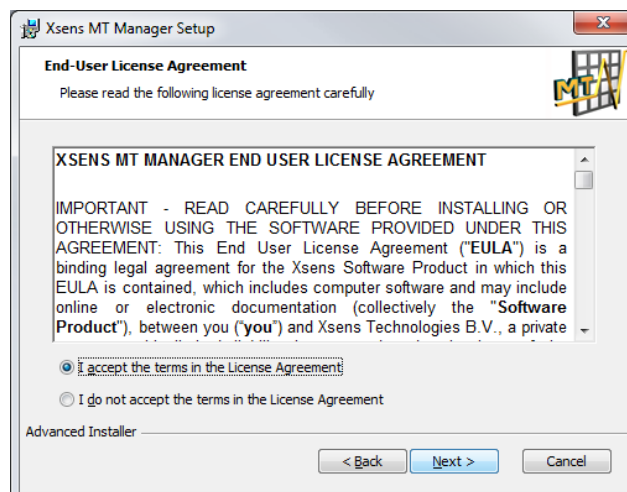 Xsens MT Manager Setup
End-User License Agreement
Please read the following license agreement carefully
MT
XSENS MT MANAGER END USER LICENSE AGREEMENT
IMPORTANT - READ CAREFULLY BEFORE INSTALLING OR
OTHERWISE USING THE SOFTWARE PROVIDED UNDER THIS
AGREEMENT: This End User License Agreement ("EULA") is a
binding legal agreement for the Xsens Software Product in which this
EULA is contained, which includes computer software and may include
online or electronic documentation (collectively the "Software
Product"), between you ("you") and Xsens Technologies B.V., a private
I accept the terms in the License Agreement
I do not accept the terms in the License Agreement
Advanced Installer
< Back
Next >
Cancel